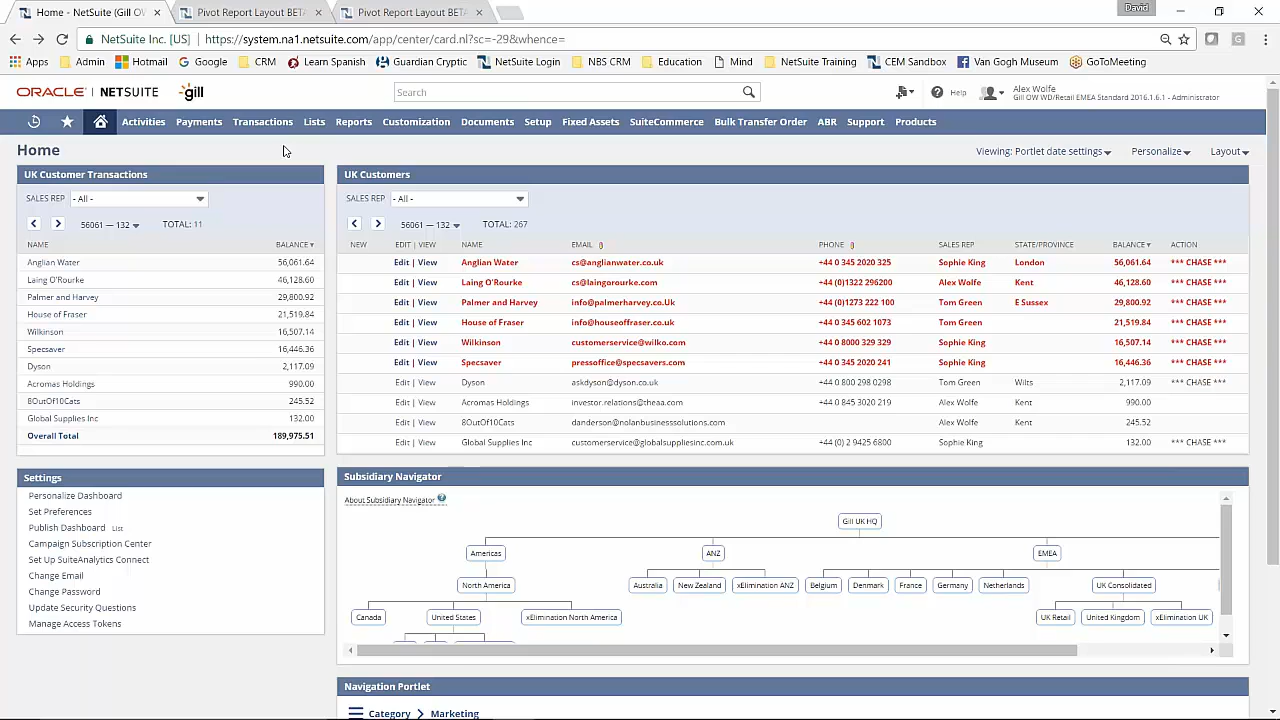 David
Home - NetSuite (Gill OW
Pivot Report Layout BETA
Pivot Report Layout BETA
NetSuite Inc. [US] https://system.na1.netsuite.com/app/center/card.nl?sc=-29&whence=
Apps Admin Hotmail Google CRM Learn Spanish Guardian Cryptic NetSuite Login NBS CRM Education Mind NetSuite Training CEM Sandbox Van Gogh Museum GoToMeeting
ORACLE NETSUITE gill Search Help Alex Wolfe
Gill OW WD/Retail EMEA Standard 2016.1.6.1 - Administrator
Activities Payments Transactions Lists Reports Customization Documents Setup Fixed Assets SuiteCommerce Bulk Transfer Order ABR Support Products
Home Viewing: Portlet date settings Personalize Layout
UK Customer Transactions
SALES REP - All -
56061 — 132 TOTAL: 11
NAME BALANCE
Anglian Water 56,061.64
Laing O'Rourke 46,128.60
Palmer and Harvey 29,800.92
House of Fraser 21,519.84
Wilkinson 16,507.14
Specsaver 16,446.36
Dyson 2,117.09
Acromas Holdings 990.00
8OutOf10Cats 245.52
Global Supplies Inc 132.00
Overall Total 189,975.51
Settings
Personalize Dashboard
Set Preferences
Publish Dashboard List
Campaign Subscription Center
Set Up SuiteAnalytics Connect
Change Email
Change Password
Update Security Questions
Manage Access Tokens
UK Customers
SALES REP - All -
56061 — 132 TOTAL: 267
NEW EDIT | VIEW NAME EMAIL PHONE SALES REP STATE/PROVINCE BALANCE ACTION
Edit | View Anglian Water cs@anglianwater.co.uk +44 0 345 2020 325 Sophie King London 56,061.64 *** CHASE ***
Edit | View Laing O'Rourke cs@laingorourke.com +44 (0)1322 296200 Alex Wolfe Kent 46,128.60 *** CHASE ***
Edit | View Palmer and Harvey info@palmerharvey.co.Uk +44 (0)1273 222 100 Tom Green E Sussex 29,800.92 *** CHASE ***
Edit | View House of Fraser info@houseoffraser.co.uk +44 0 345 602 1073 Tom Green 21,519.84 *** CHASE ***
Edit | View Wilkinson customerservice@wilko.com +44 0 8000 329 329 Sophie King 16,507.14 *** CHASE ***
Edit | View Specsaver pressoffice@specsavers.com +44 0 345 2020 241 Sophie King 16,446.36 *** CHASE ***
Edit | View Dyson askdyson@dyson.co.uk +44 0 800 298 0298 Tom Green Wilts 2,117.09 *** CHASE ***
Edit | View Acromas Holdings investor.relations@theaa.com +44 0 845 3020 219 Alex Wolfe Kent 990.00
Edit | View 8OutOf10Cats danderson@nolanbusinesssolutions.com Alex Wolfe Kent 245.52
Edit | View Global Supplies Inc customerservice@globalsuppliesinc.com.uk +44 (0) 2 9425 6800 Sophie King 132.00 *** CHASE ***
Subsidiary Navigator
About Subsidiary Navigator
Gill UK HQ
Americas ANZ EMEA
North America Australia New Zealand xElimination ANZ Belgium Denmark France Germany Netherlands UK Consolidated
Canada United States xElimination North America UK Retail United Kingdom xElimination UK
Navigation Portlet
Category Marketing